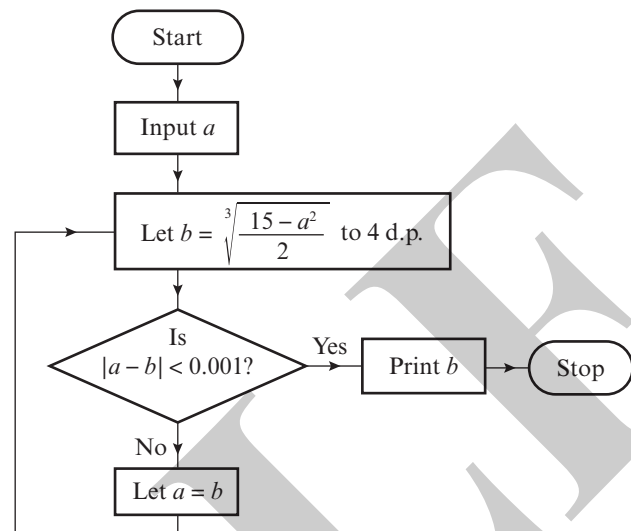 Start
Input a
Let b = ∛((15 – a²)/2) to 4 d.p.
Is
|a – b| < 0.001?
Yes
Print b
Stop
No
Let a = b